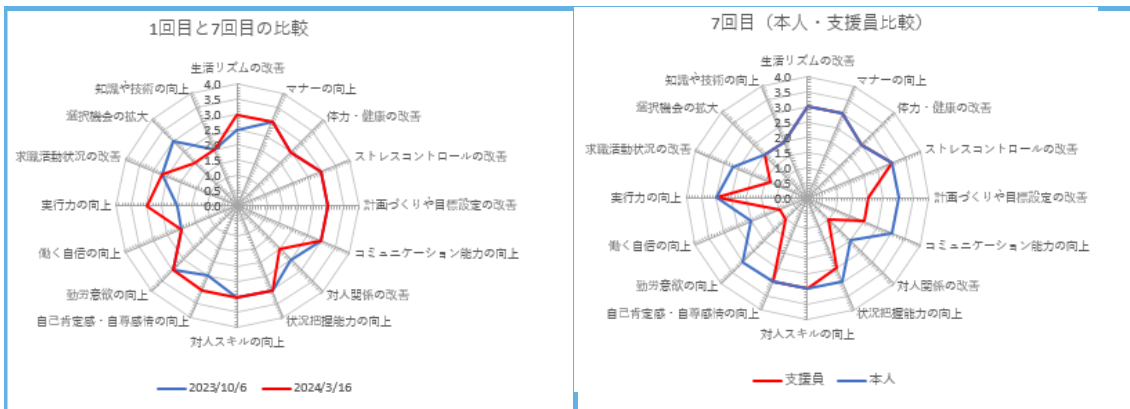 1回目と7回目の比較
生活リズムの改善
マナーの向上
体力・健康の改善
ストレスコントロールの改善
計画づくりや目標設定の改善
コミュニケーション能力の向上
対人関係の改善
状況把握能力の向上
対人スキルの向上
自己肯定感・自尊感情の向上
勤労意欲の向上
働く自信の向上
実行力の向上
求職活動状況の改善
選択機会の拡大
知識や技術の向上
4.0
3.5
3.0
2.5
2.0
1.5
1.0
0.5
0.0
2023/10/6
2024/3/16
7回目（本人・支援員比較）
生活リズムの改善
マナーの向上
体力・健康の改善
ストレスコントロールの改善
計画づくりや目標設定の改善
コミュニケーション能力の向上
対人関係の改善
状況把握能力の向上
対人スキルの向上
自己肯定感・自尊感情の向上
勤労意欲の向上
働く自信の向上
実行力の向上
求職活動状況の改善
選択機会の拡大
知識や技術の向上
4.0
3.5
3.0
2.5
2.0
1.5
1.0
0.5
0.0
支援員
本人